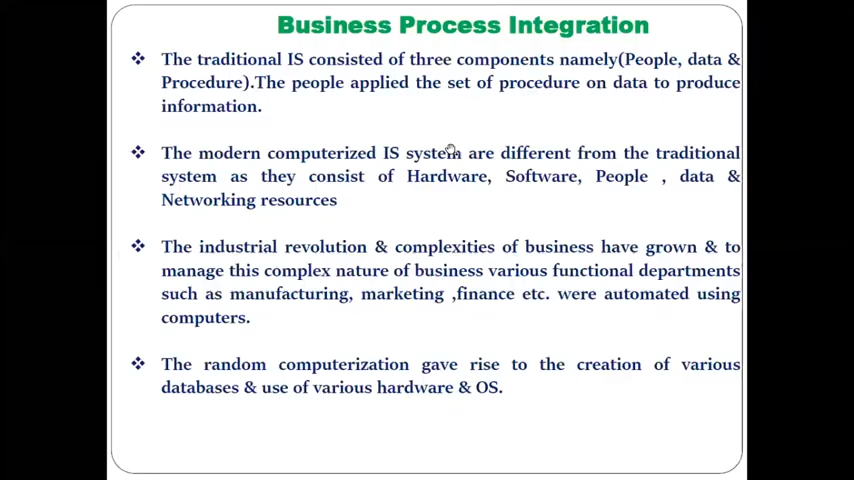 Business Process Integration
❖ The traditional IS consisted of three components namely(People, data &
Procedure).The people applied the set of procedure on data to produce
information.
❖ The modern computerized IS system are different from the traditional
system as they consist of Hardware, Software, People , data &
Networking resources
❖ The industrial revolution & complexities of business have grown & to
manage this complex nature of business various functional departments
such as manufacturing, marketing ,finance etc. were automated using
computers.
❖ The random computerization gave rise to the creation of various
databases & use of various hardware & OS.